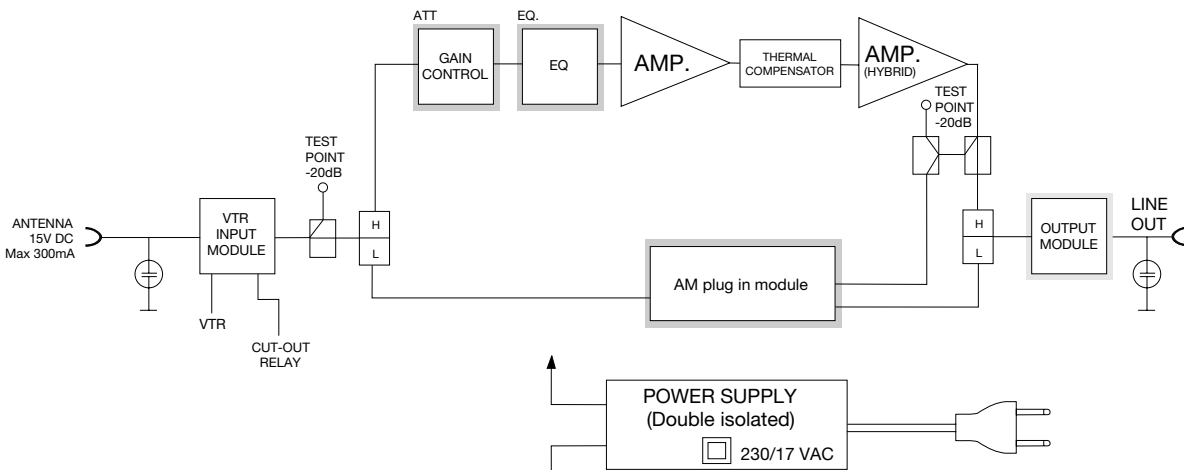 ATT
EQ.
GAIN
CONTROL
EQ
AMP.
THERMAL
COMPENSATOR
AMP.
(HYBRID)
TEST
POINT
-20dB
TEST
POINT
-20dB
ANTENNA
15V DC
Max 300mA
VTR
INPUT
MODULE
H
L
VTR
CUT-OUT
RELAY
AM plug in module
H
L
OUTPUT
MODULE
LINE
OUT
POWER SUPPLY
(Double isolated)
230/17 VAC